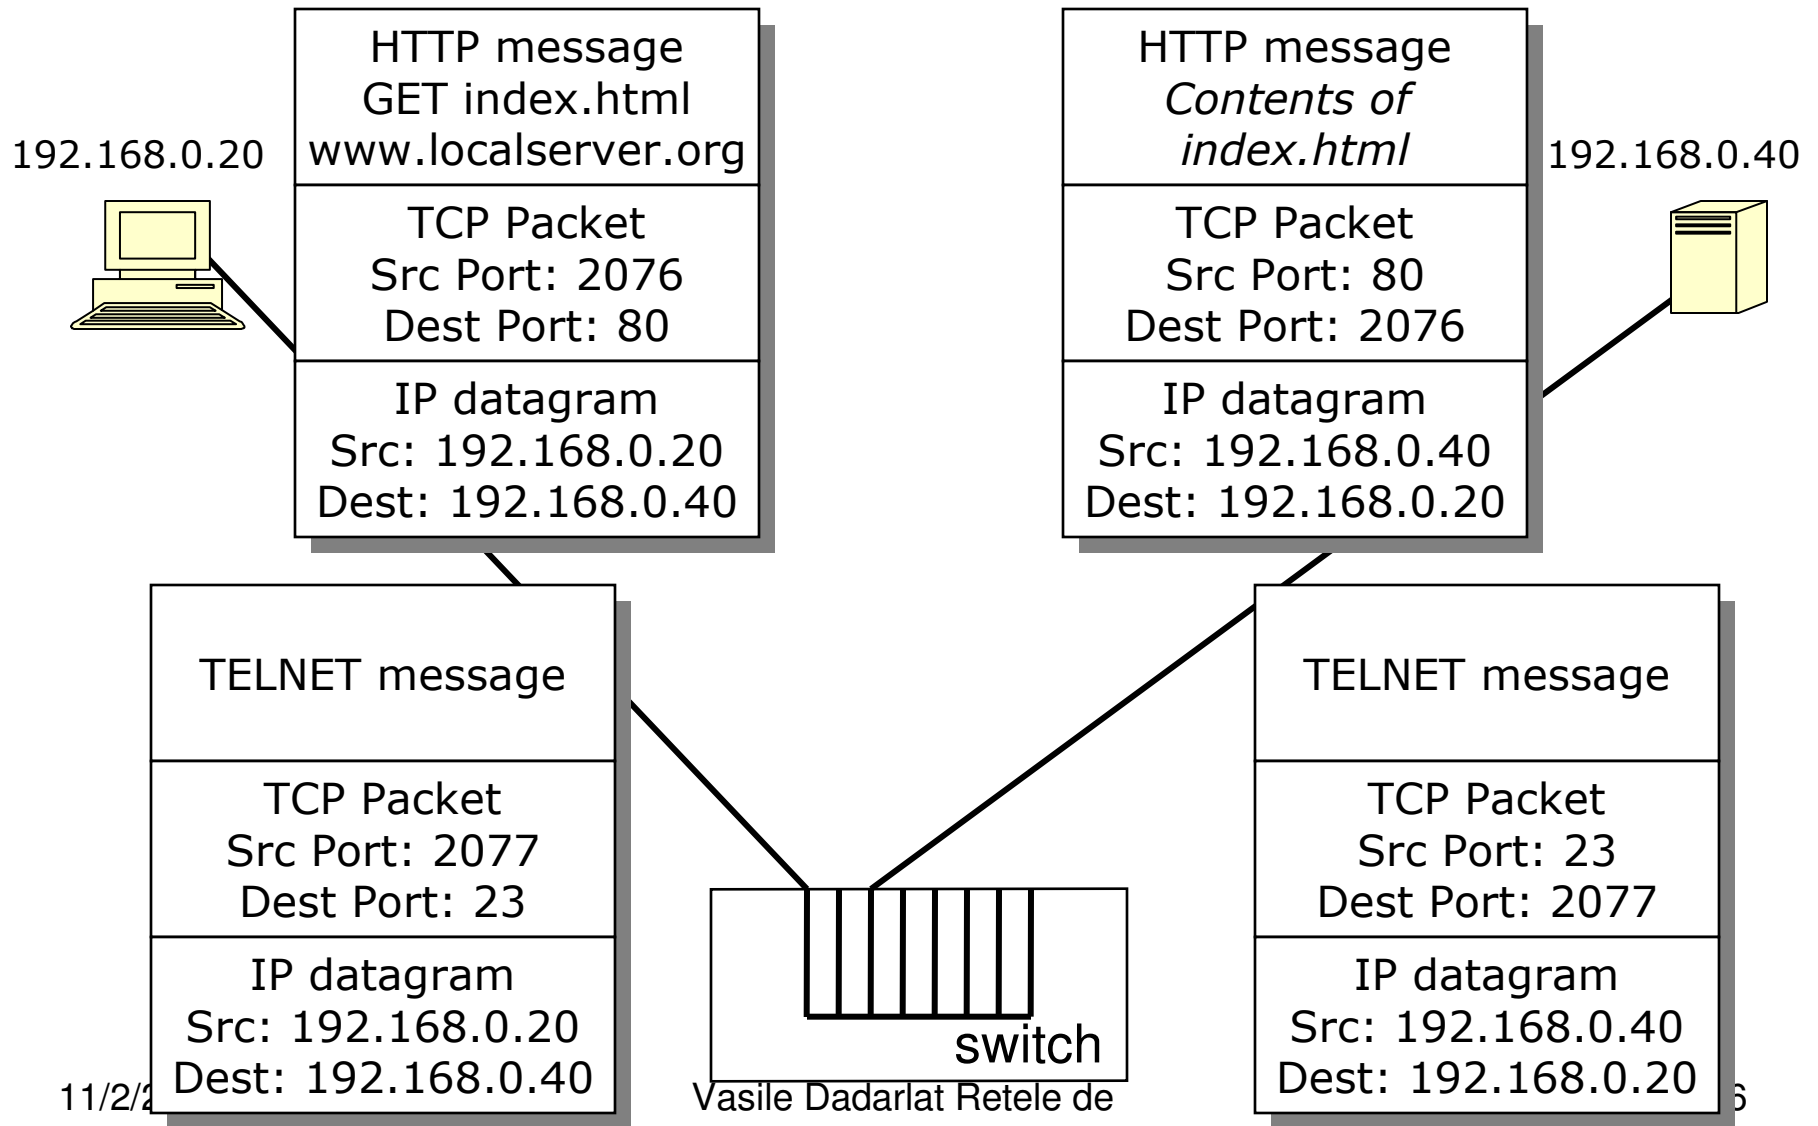 HTTP message
GET index.html
www.localserver.org
TCP Packet
Src Port: 2076
Dest Port: 80
IP datagram
Src: 192.168.0.20
Dest: 192.168.0.40
HTTP message
Contents of
index.html
TCP Packet
Src Port: 80
Dest Port: 2076
IP datagram
Src: 192.168.0.40
Dest: 192.168.0.20
192.168.0.20
192.168.0.40
TELNET message
TCP Packet
Src Port: 2077
Dest Port: 23
IP datagram
Src: 192.168.0.20
Dest: 192.168.0.40
TELNET message
TCP Packet
Src Port: 23
Dest Port: 2077
IP datagram
Src: 192.168.0.40
Dest: 192.168.0.20
switch
11/2/2
Vasile Dadarlat Retele de